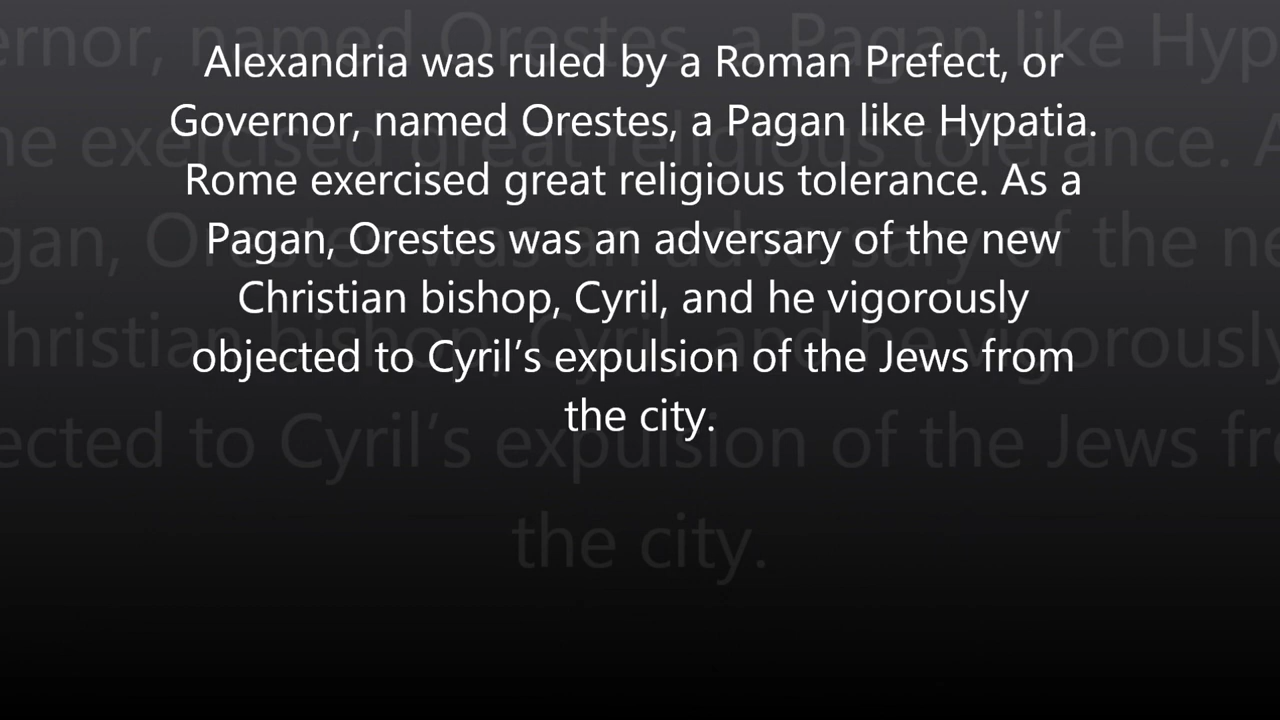 Alexandria was ruled by a Roman Prefect, or
Governor, named Orestes, a Pagan like Hypatia.
Rome exercised great religious tolerance. As a
Pagan, Orestes was an adversary of the new
Christian bishop, Cyril, and he vigorously
objected to Cyril’s expulsion of the Jews from
the city.